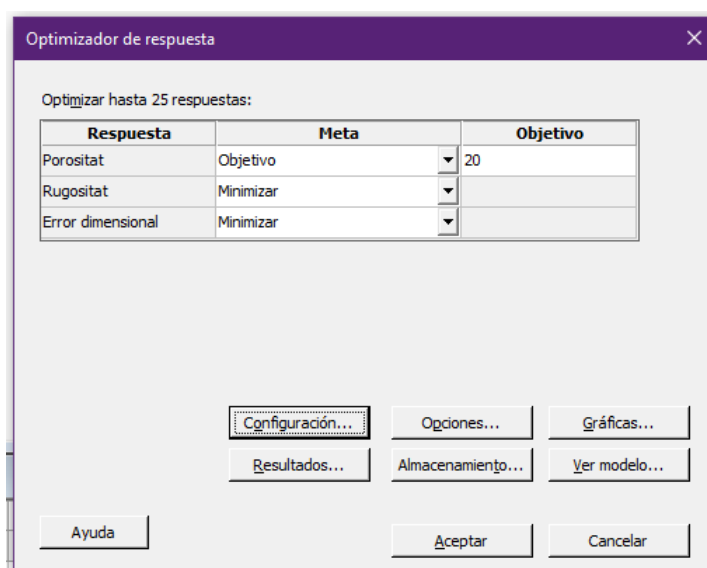 Optimizador de respuesta
Optimizar hasta 25 respuestas:
Respuesta Meta Objetivo
Porositat Objetivo 20
Rugositat Minimizar
Error dimensional Minimizar
Configuración... Opciones... Gráficas...
Resultados... Almacenamiento... Ver modelo...
Ayuda Aceptar Cancelar